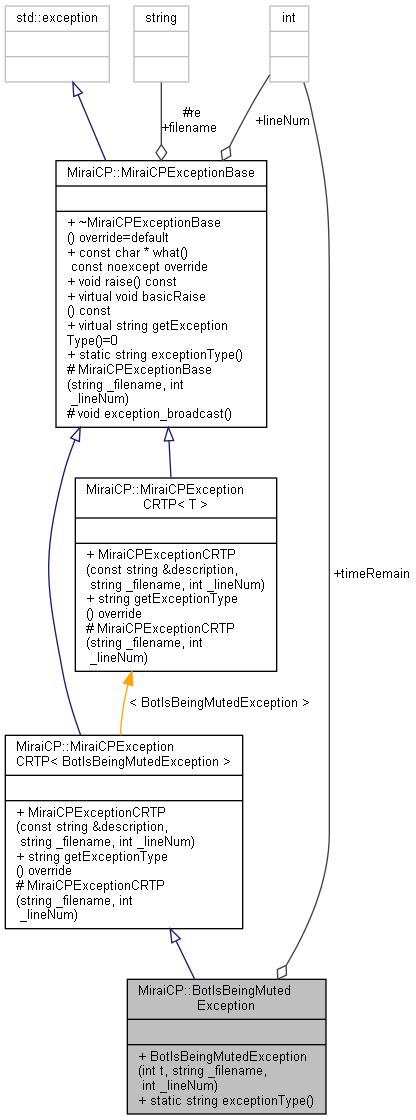 std::exception
string
int
#re
+filename
+lineNum
MiraiCP::MiraiCPExceptionBase
+ ~MiraiCPExceptionBase
() override=default
+ const char * what()
const noexcept override
+ void raise() const
+ virtual void basicRaise
() const
+ virtual string getException
Type()=0
+ static string exceptionType()
# MiraiCPExceptionBase
(string _filename, int
_lineNum)
# void exception_broadcast()
MiraiCP::MiraiCPException
CRTP< T >
+ MiraiCPExceptionCRTP
(const string &description,
string _filename, int _lineNum)
+ string getExceptionType
() override
# MiraiCPExceptionCRTP
(string _filename, int
_lineNum)
+timeRemain
< BotIsBeingMutedException >
MiraiCP::MiraiCPException
CRTP< BotIsBeingMutedException >
+ MiraiCPExceptionCRTP
(const string &description,
string _filename, int _lineNum)
+ string getExceptionType
() override
# MiraiCPExceptionCRTP
(string _filename, int
_lineNum)
MiraiCP::BotIsBeingMuted
Exception
+ BotIsBeingMutedException
(int t, string _filename,
int _lineNum)
+ static string exceptionType()